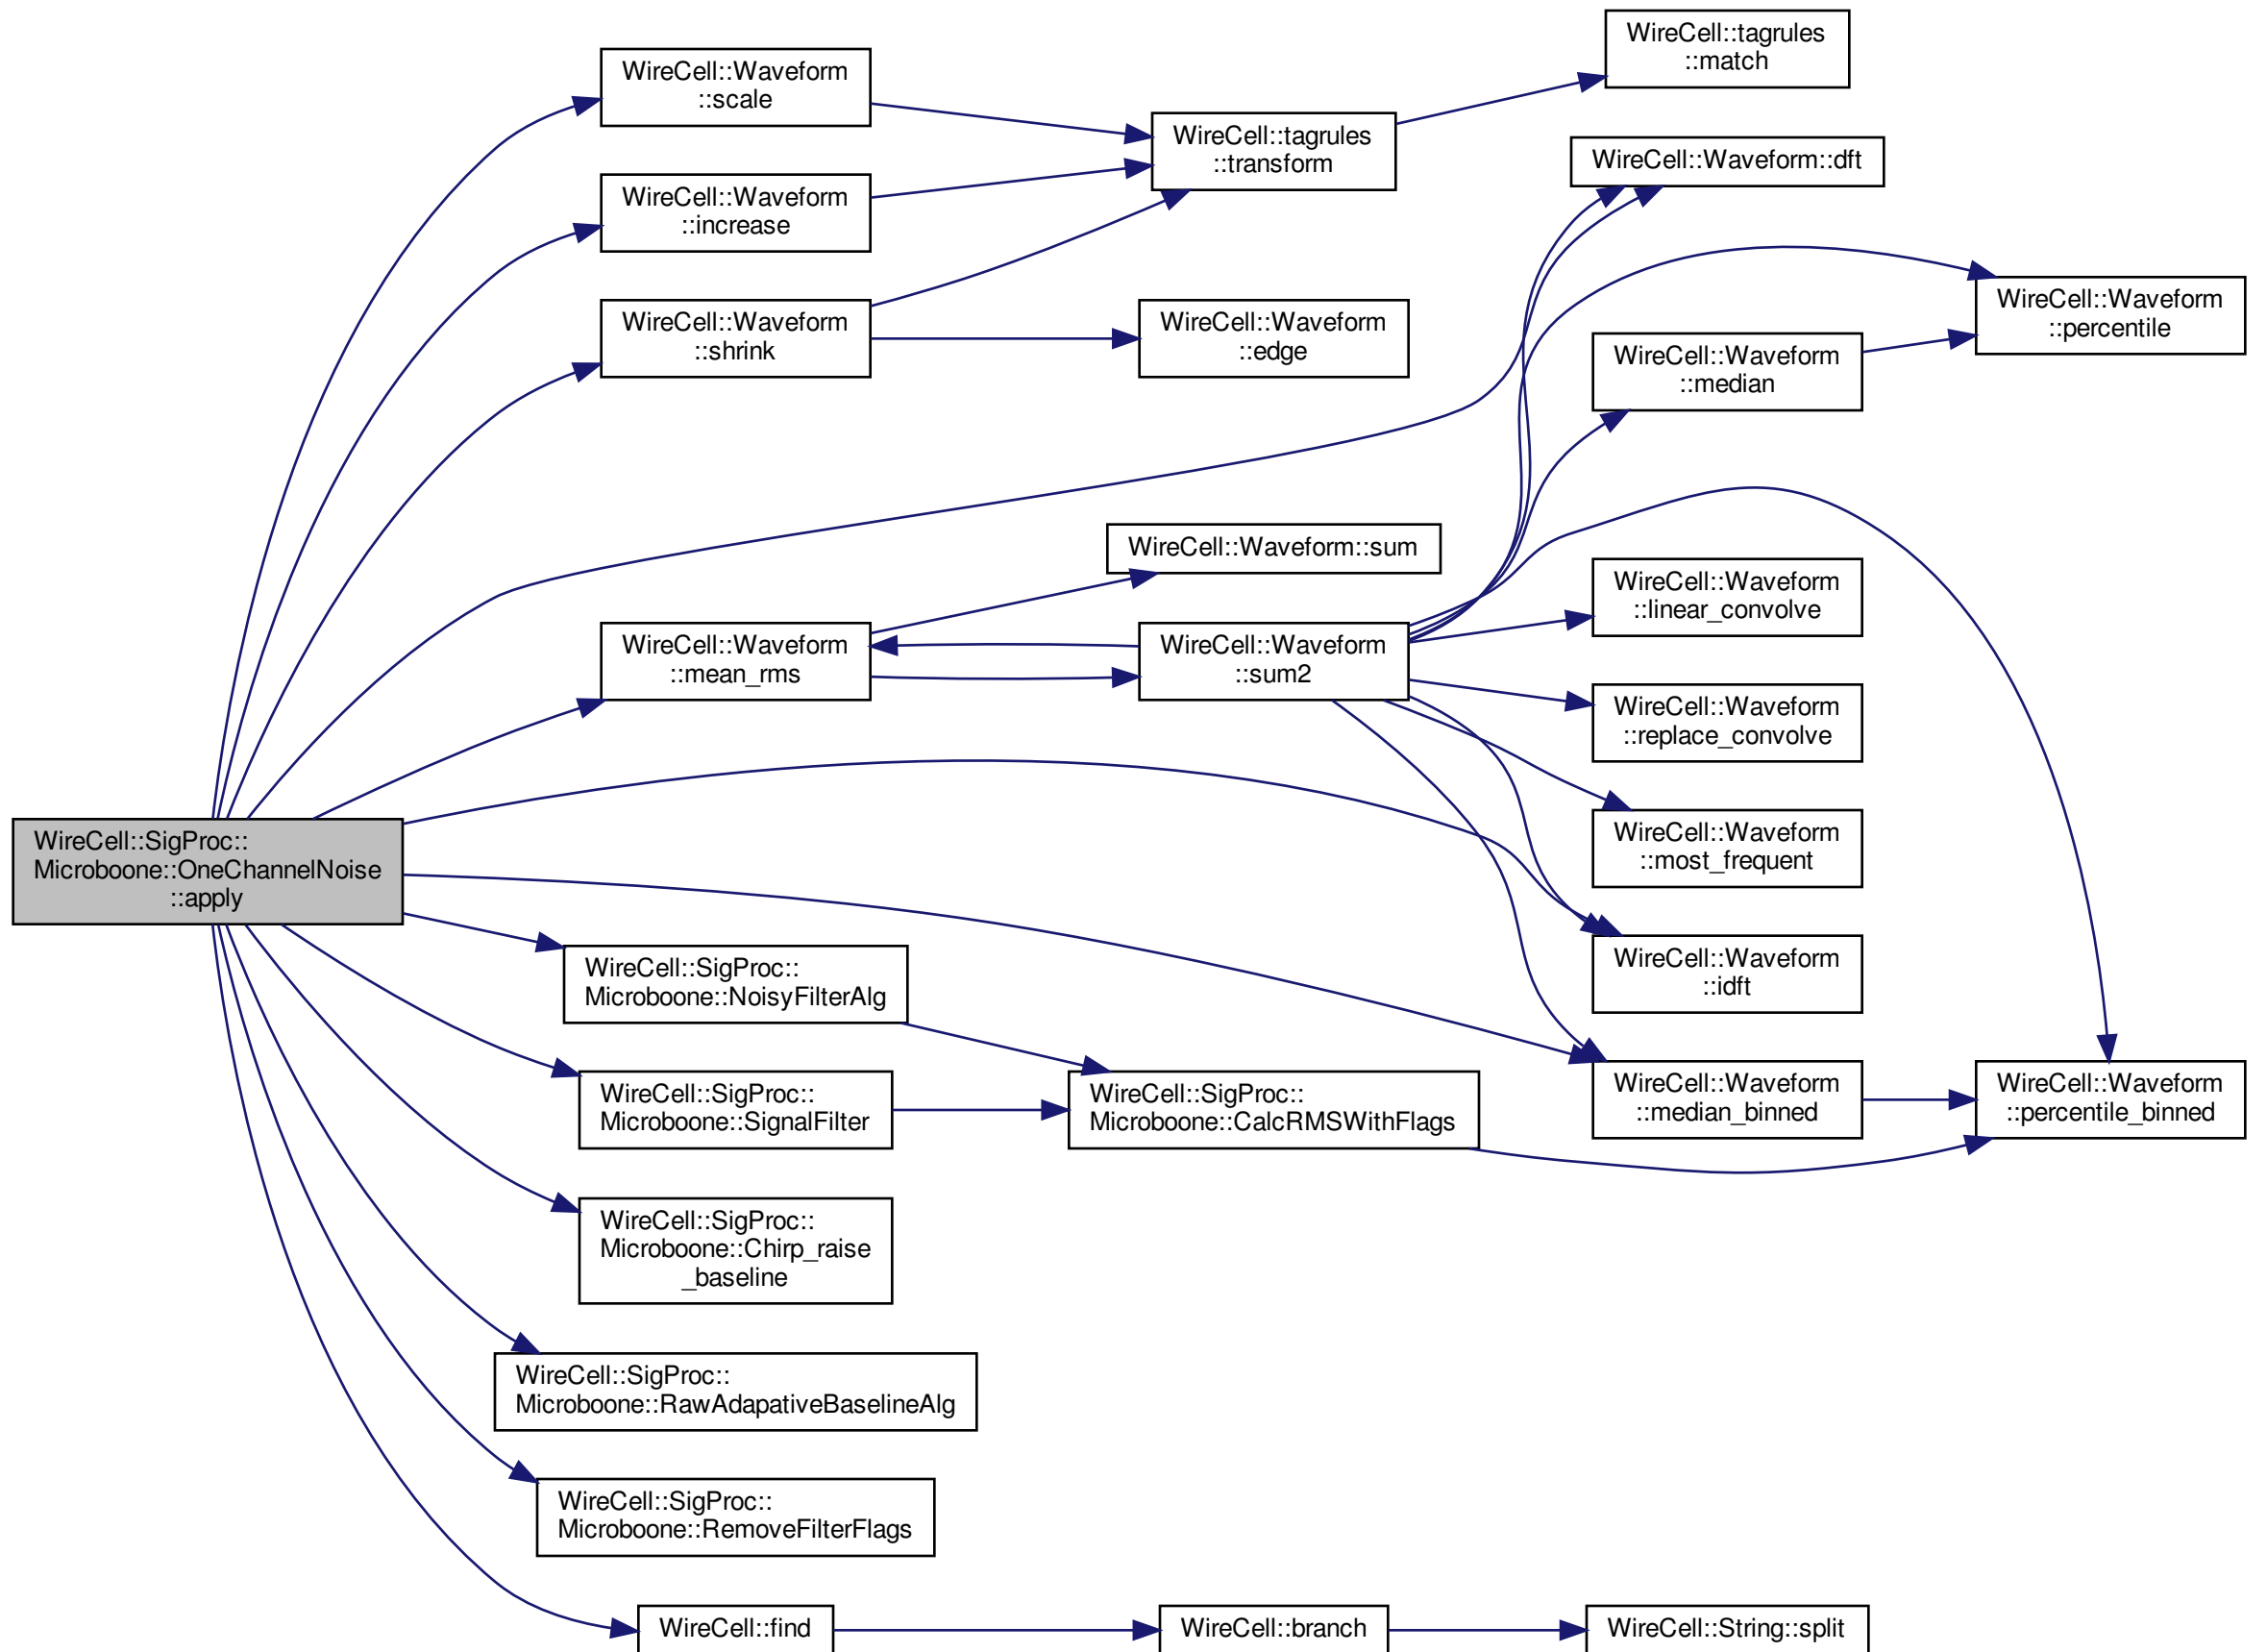 WireCell::tagrules
::match
WireCell::Waveform
::scale
WireCell::tagrules
::transform
WireCell::Waveform::dft
WireCell::Waveform
::increase
WireCell::Waveform
::percentile
WireCell::Waveform
::shrink
WireCell::Waveform
::edge
WireCell::Waveform
::median
WireCell::Waveform::sum
WireCell::Waveform
::linear_convolve
WireCell::Waveform
::mean_rms
WireCell::Waveform
::sum2
WireCell::Waveform
::replace_convolve
WireCell::Waveform
::most_frequent
WireCell::SigProc::
Microboone::OneChannelNoise
::apply
WireCell::Waveform
::idft
WireCell::SigProc::
Microboone::NoisyFilterAlg
WireCell::SigProc::
Microboone::SignalFilter
WireCell::SigProc::
Microboone::CalcRMSWithFlags
WireCell::Waveform
::median_binned
WireCell::Waveform
::percentile_binned
WireCell::SigProc::
Microboone::Chirp_raise
_baseline
WireCell::SigProc::
Microboone::RawAdapativeBaselineAlg
WireCell::SigProc::
Microboone::RemoveFilterFlags
WireCell::find
WireCell::branch
WireCell::String::split